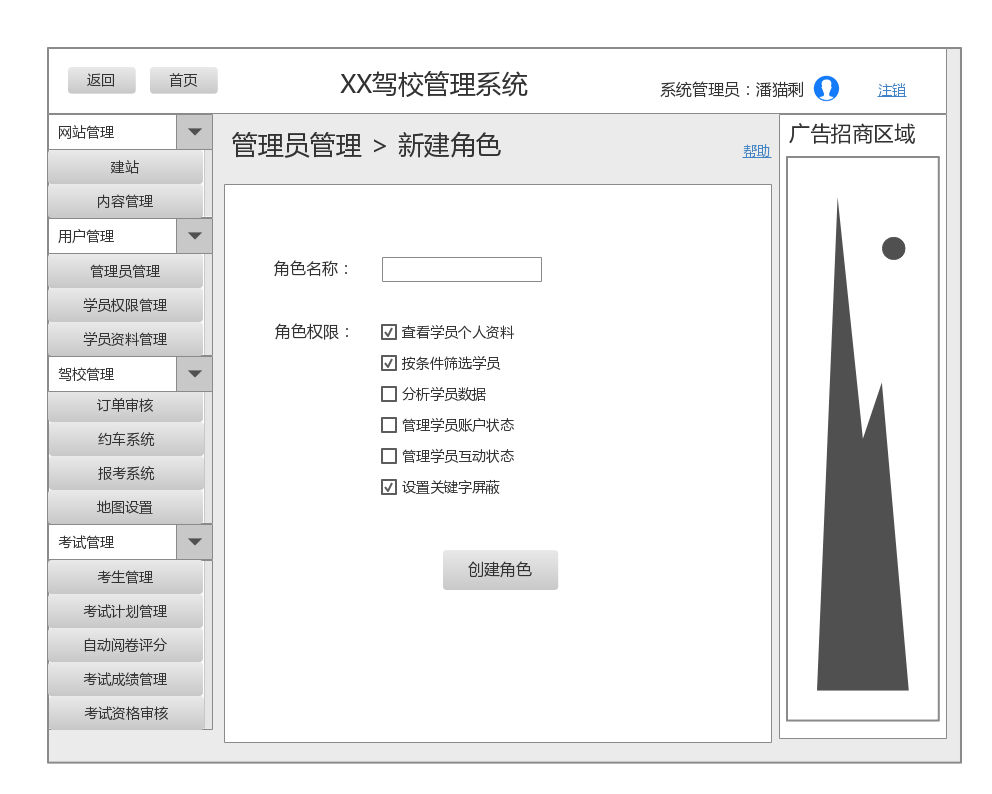 返回
首页
XX驾校管理系统
系统管理员：潘猫剩
注销
网站管理
建站
内容管理
用户管理
管理员管理
学员权限管理
学员资料管理
驾校管理
订单审核
约车系统
报考系统
地图设置
考试管理
考生管理
考试计划管理
自动阅卷评分
考试成绩管理
考试资格审核
管理员管理 > 新建角色
帮助
角色名称：
角色权限：
查看学员个人资料
按条件筛选学员
分析学员数据
管理学员账户状态
管理学员互动状态
设置关键字屏蔽
创建角色
广告招商区域